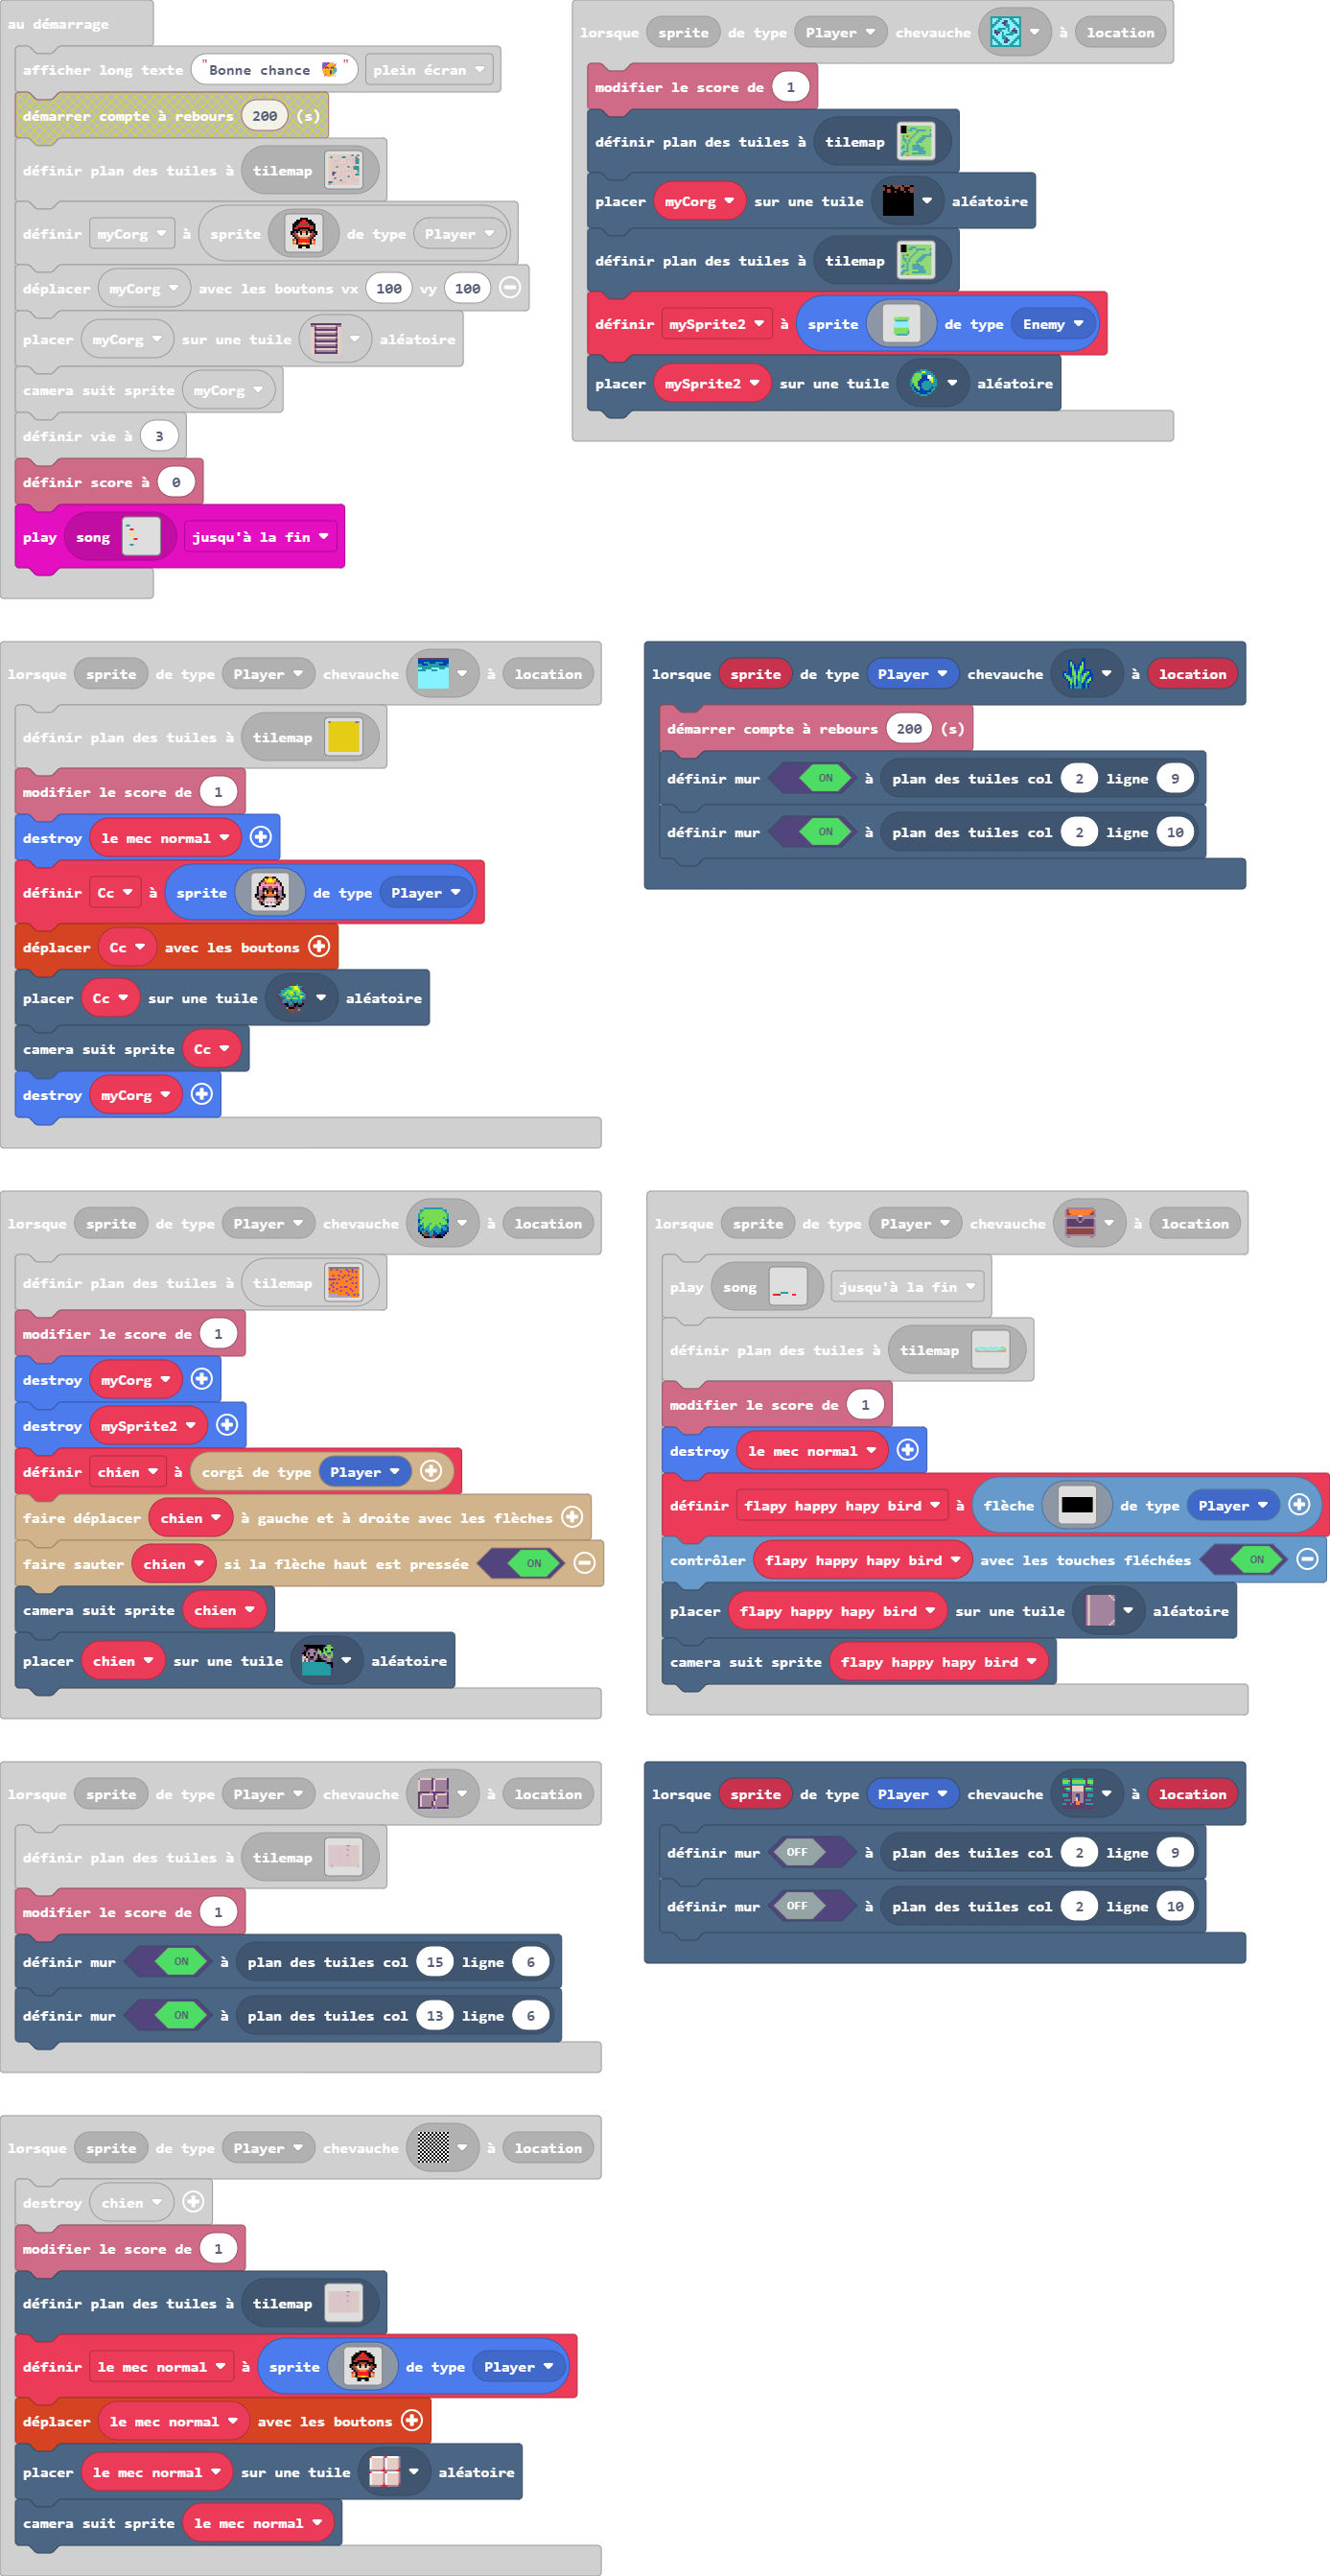 au démarrage
afficher long texte "Bonne chance 🥳" plein écran
démarrer compte à rebours 200 (s)
définir plan des tuiles à tilemap
définir myCorg à sprite de type Player
déplacer myCorg avec les boutons vx 100 vy 100
placer myCorg sur une tuile aléatoire
camera suit sprite myCorg
définir vie à 3
définir score à 0
play song jusqu'à la fin
lorsque sprite de type Player chevauche à location
modifier le score de 1
définir plan des tuiles à tilemap
placer myCorg sur une tuile aléatoire
définir plan des tuiles à tilemap
définir mySprite2 à sprite de type Enemy
placer mySprite2 sur une tuile aléatoire
lorsque sprite de type Player chevauche à location
définir plan des tuiles à tilemap
modifier le score de 1
destroy le mec normal
définir Cc à sprite de type Player
déplacer Cc avec les boutons
placer Cc sur une tuile aléatoire
camera suit sprite Cc
destroy myCorg
lorsque sprite de type Player chevauche à location
démarrer compte à rebours 200 (s)
définir mur ON à plan des tuiles col 2 ligne 9
définir mur ON à plan des tuiles col 2 ligne 10
lorsque sprite de type Player chevauche à location
définir plan des tuiles à tilemap
modifier le score de 1
destroy myCorg
destroy mySprite2
définir chien à corgi de type Player
faire déplacer chien à gauche et à droite avec les flèches
faire sauter chien si la flèche haut est pressée ON
camera suit sprite chien
placer chien sur une tuile aléatoire
lorsque sprite de type Player chevauche à location
play song jusqu'à la fin
définir plan des tuiles à tilemap
modifier le score de 1
destroy le mec normal
définir flapy happy hapy bird à flèche de type Player
contrôler flapy happy hapy bird avec les touches fléchées ON
placer flapy happy hapy bird sur une tuile aléatoire
camera suit sprite flapy happy hapy bird
lorsque sprite de type Player chevauche à location
définir plan des tuiles à tilemap
modifier le score de 1
définir mur ON à plan des tuiles col 15 ligne 6
définir mur ON à plan des tuiles col 13 ligne 6
lorsque sprite de type Player chevauche à location
définir mur OFF à plan des tuiles col 2 ligne 9
définir mur OFF à plan des tuiles col 2 ligne 10
lorsque sprite de type Player chevauche à location
destroy chien
modifier le score de 1
définir plan des tuiles à tilemap
définir le mec normal à sprite de type Player
déplacer le mec normal avec les boutons
placer le mec normal sur une tuile aléatoire
camera suit sprite le mec normal